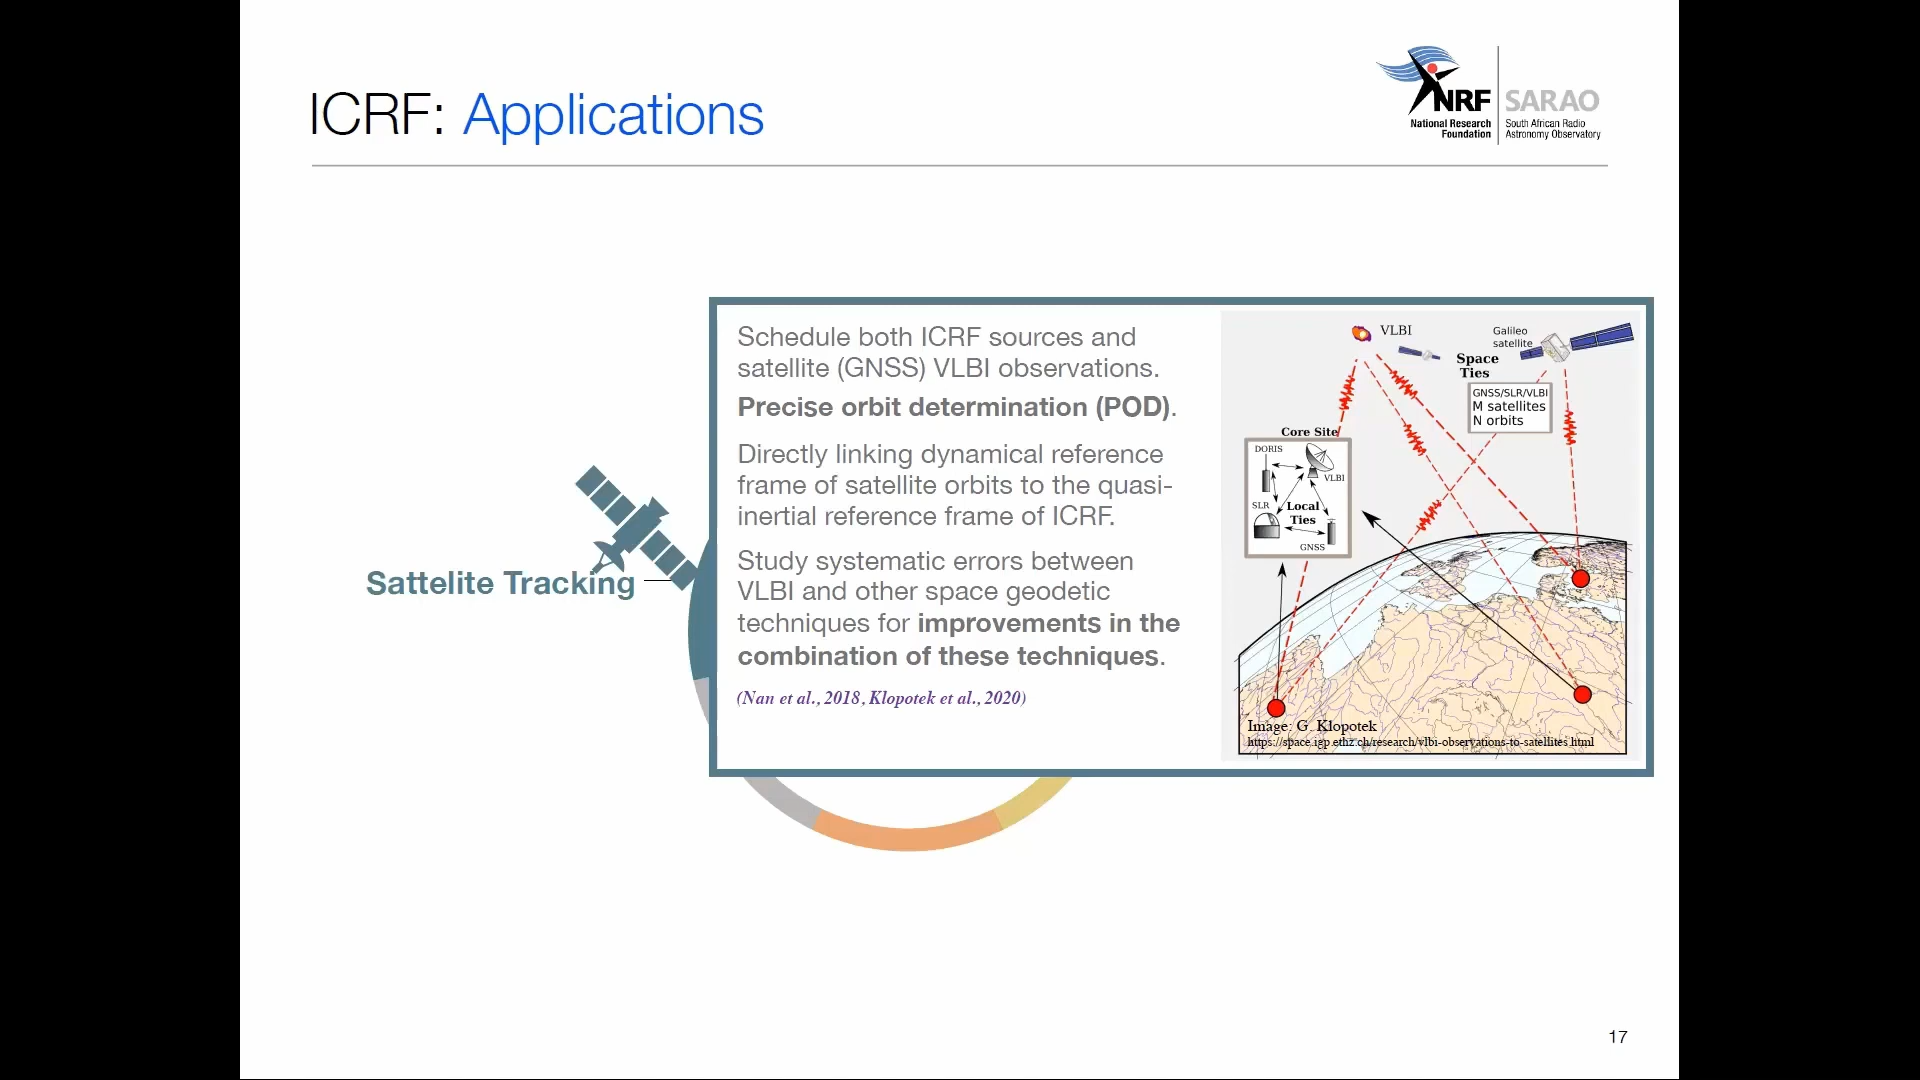 ICRF: Applications
NRF
National Research
Foundation
SARAO
South African Radio
Astronomy Observatory
Sattelite Tracking
Schedule both ICRF sources and
satellite (GNSS) VLBI observations.
Precise orbit determination (POD).
Directly linking dynamical reference
frame of satellite orbits to the quasi-
inertial reference frame of ICRF.
Study systematic errors between
VLBI and other space geodetic
techniques for improvements in the
combination of these techniques.
(Nan et al., 2018, Klopotek et al., 2020)
VLBI
Galileo
satellite
Space
Ties
GNSS/SLR/VLBI
M satellites
N orbits
Core Site
DORIS
VLBI
SLR
Local
Ties
GNSS
Image: G. Klopotek
https://space.igp.ethz.ch/research/vlbi-observations-to-satellites.html
17